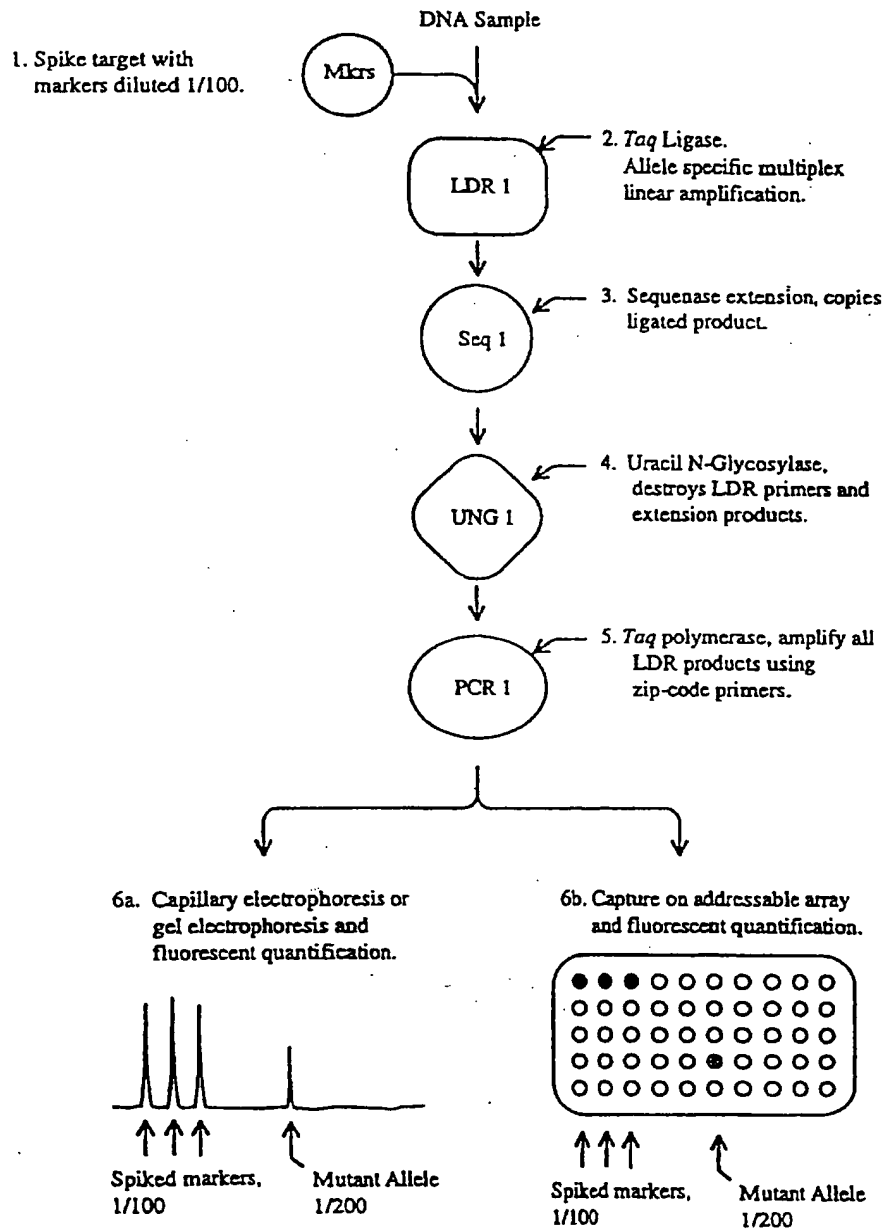 DNA Sample
1. Spike target with
markers diluted 1/100.
Mkrs
2. Taq Ligase.
Allele specific multiplex
linear amplification.
LDR 1
3. Sequenase extension, copies
ligated product.
Seq 1
4. Uracil N-Glycosylase,
destroys LDR primers and
extension products.
UNG 1
5. Taq polymerase, amplify all
LDR products using
zip-code primers.
PCR 1
6a. Capillary electrophoresis or
gel electrophoresis and
fluorescent quantification.
6b. Capture on addressable array
and fluorescent quantification.
Spiked markers,
1/100
Mutant Allele
1/200
Spiked markers,
1/100
Mutant Allele
1/200